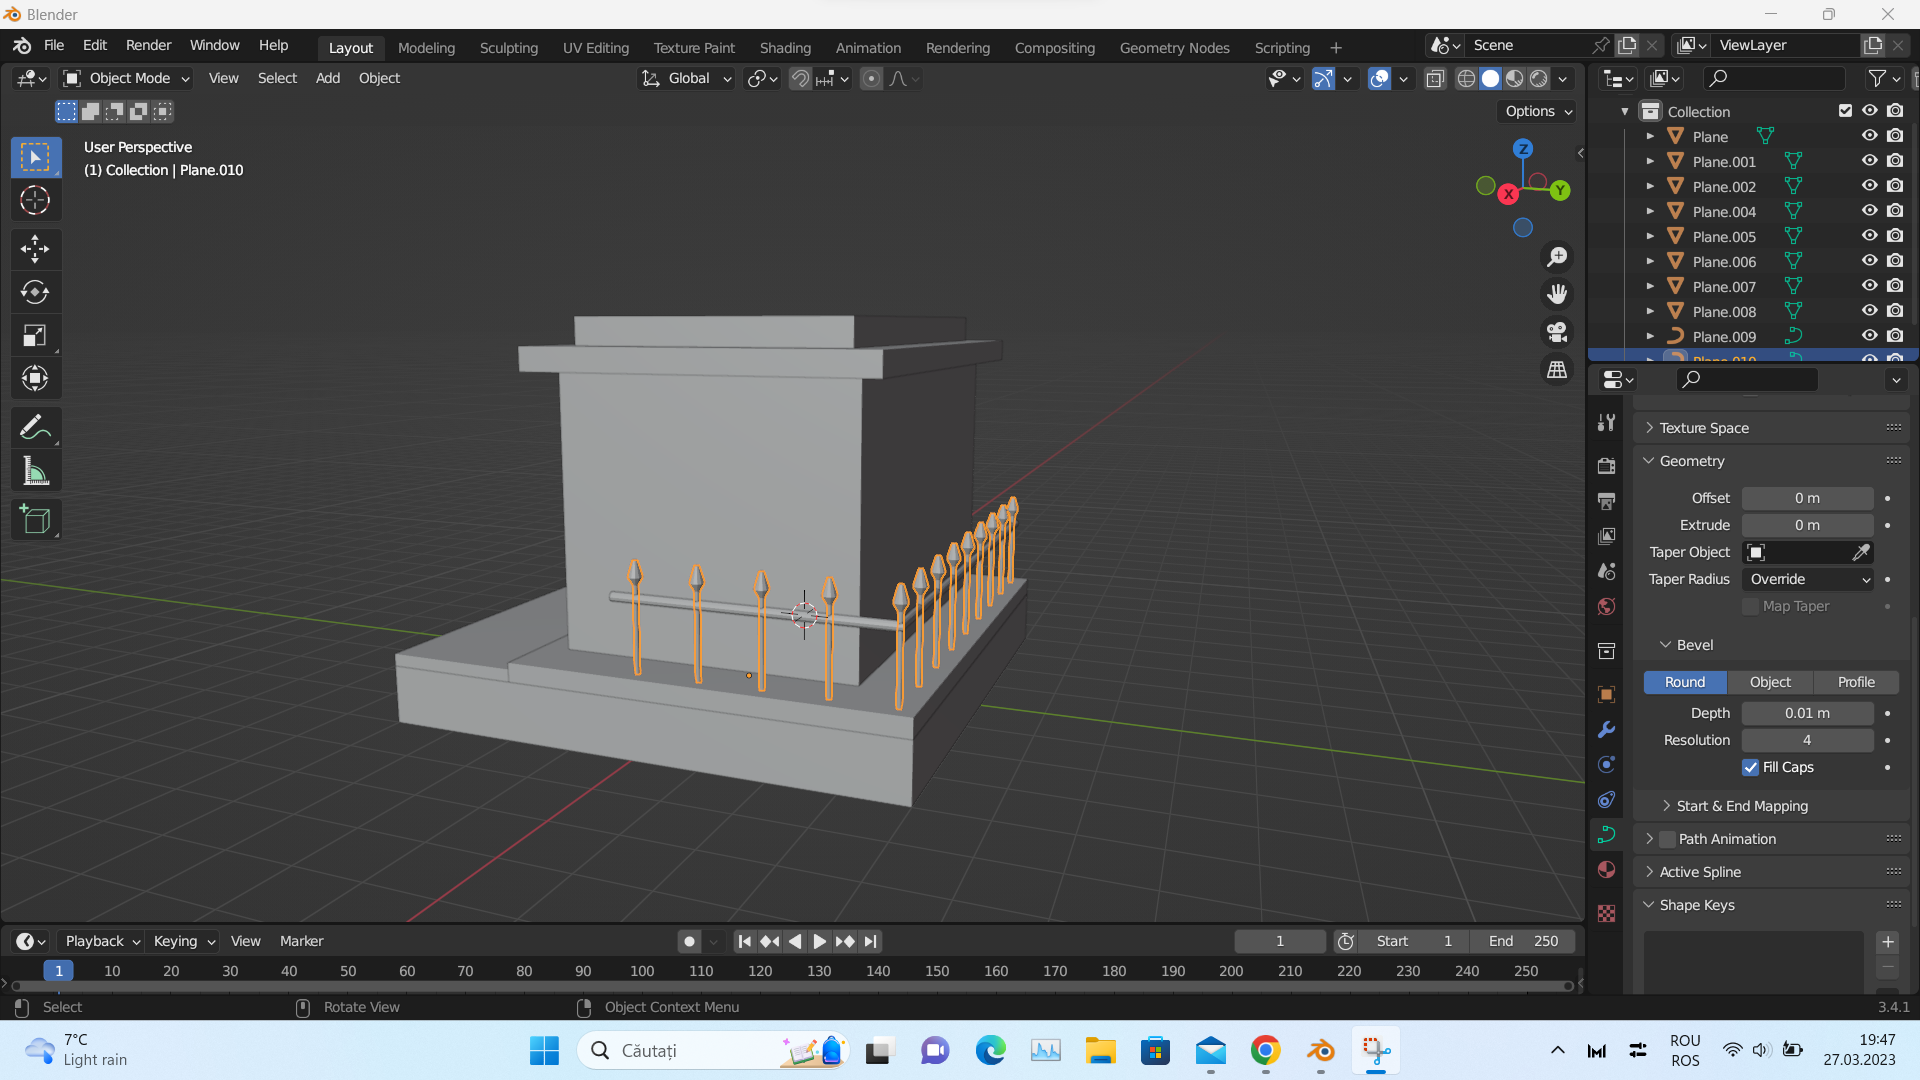 Blender
File Edit Render Window Help
Layout Modeling Sculpting UV Editing Texture Paint Shading Animation Rendering Compositing Geometry Nodes Scripting +
Scene
ViewLayer
Object Mode View Select Add Object
Global
Options
User Perspective
(1) Collection | Plane.010
Z
X
Y
Collection
Plane
Plane.001
Plane.002
Plane.004
Plane.005
Plane.006
Plane.007
Plane.008
Plane.009
Plane.010
Texture Space
Geometry
Offset 0 m
Extrude 0 m
Taper Object
Taper Radius Override
Map Taper
Bevel
Round Object Profile
Depth 0.01 m
Resolution 4
Fill Caps
Start & End Mapping
Path Animation
Active Spline
Shape Keys
Playback Keying View Marker
1
Start 1
End 250
1 10 20 30 40 50 60 70 80 90 100 110 120 130 140 150 160 170 180 190 200 210 220 230 240 250
Select
Rotate View
Object Context Menu
3.4.1
7°C
Light rain
Căutați
ROU
ROS
19:47
27.03.2023